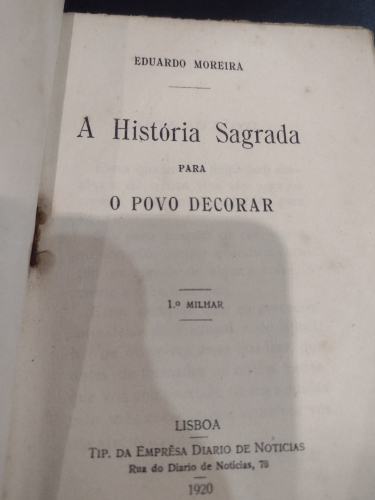 EDUARDO MOREIRA
A História Sagrada
PARA
O POVO DECORAR
1.º MILHAR
LISBOA
TIP. DA EMPRÊSA DIARIO DE NOTICIAS
Rua do Diario de Noticias, 78
1920